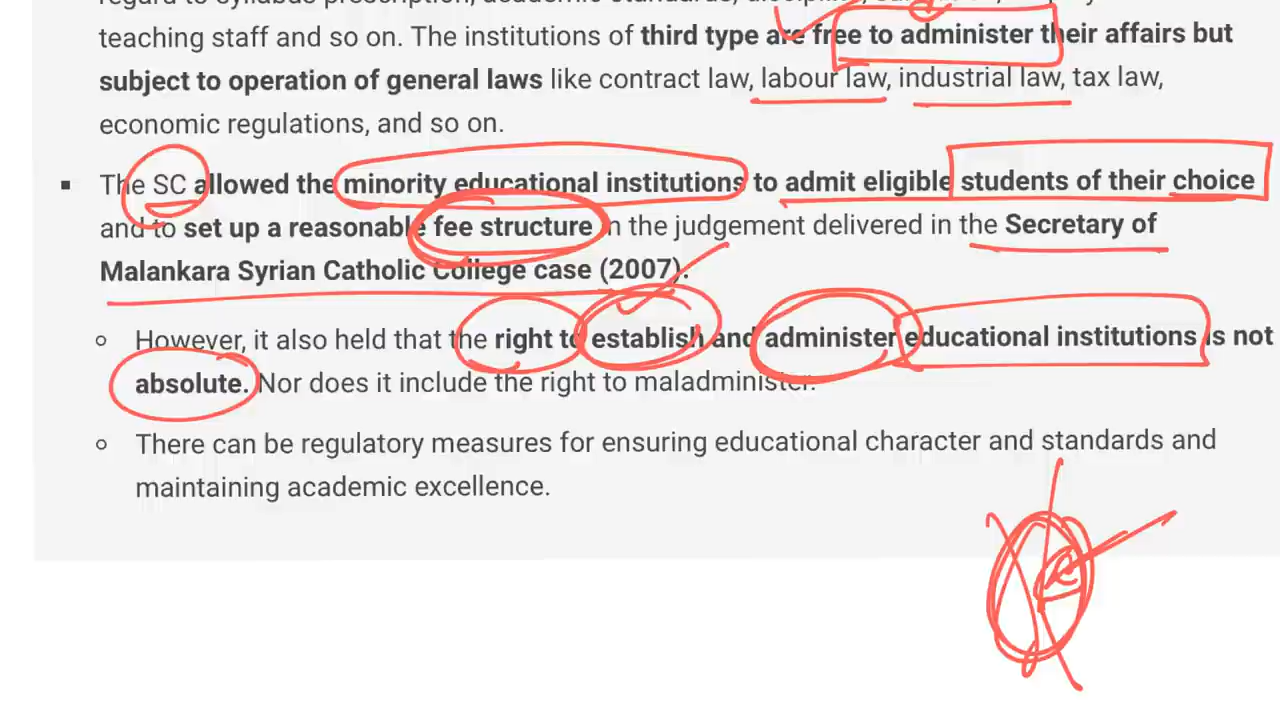 teaching staff and so on. The institutions of third type are free to administer their affairs but
subject to operation of general laws like contract law, labour law, industrial law, tax law,
economic regulations, and so on.
▪ The SC allowed the minority educational institutions to admit eligible students of their choice
and to set up a reasonable fee structure in the judgement delivered in the Secretary of
Malankara Syrian Catholic College case (2007).
○ However, it also held that the right to establish and administer educational institutions is not
absolute. Nor does it include the right to maladminister.
○ There can be regulatory measures for ensuring educational character and standards and
maintaining academic excellence.